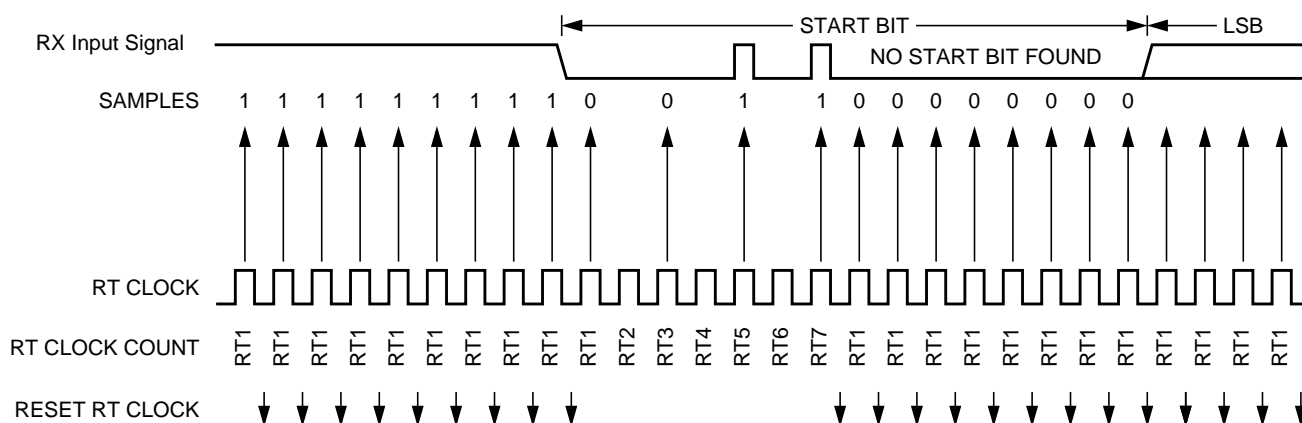 START BIT LSB
RX Input Signal NO START BIT FOUND
SAMPLES 1 1 1 1 1 1 1 1 1 0 0 1 1 0 0 0 0 0 0 0 0
RT CLOCK
RT CLOCK COUNT RT1 RT1 RT1 RT1 RT1 RT1 RT1 RT1 RT1 RT1 RT2 RT3 RT4 RT5 RT6 RT7 RT1 RT1 RT1 RT1 RT1 RT1 RT1 RT1 RT1 RT1 RT1 RT1
RESET RT CLOCK